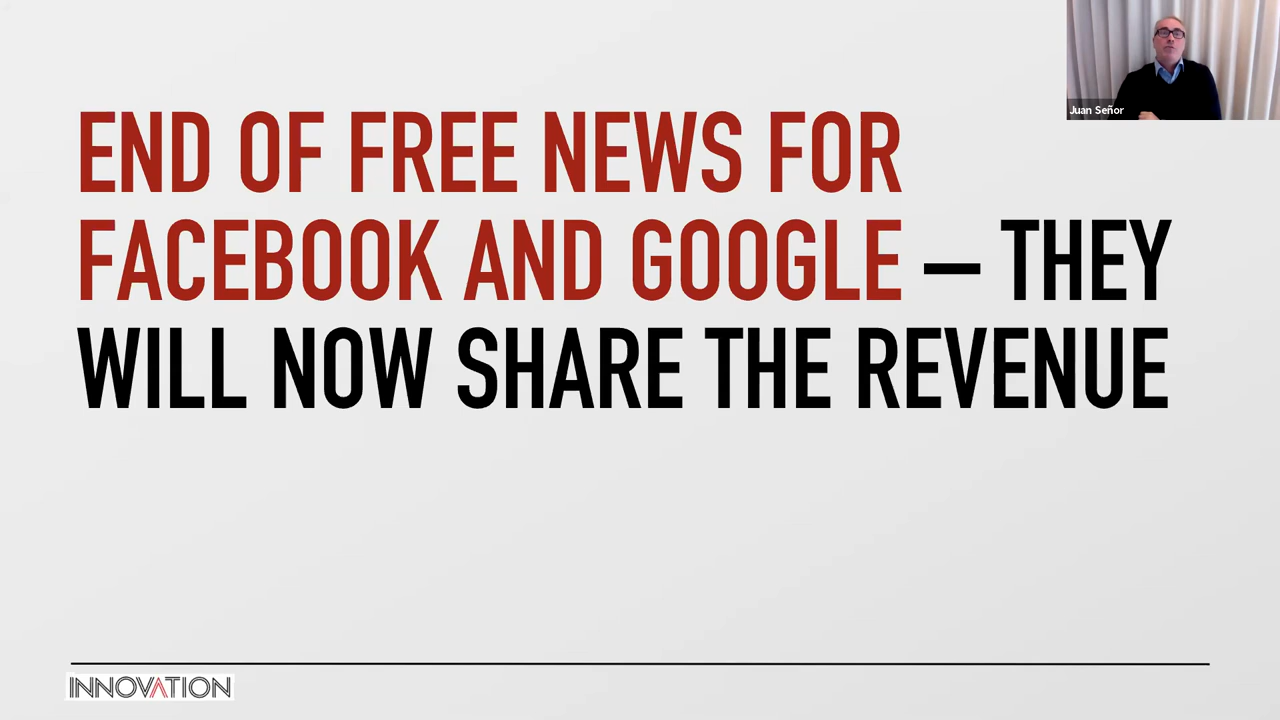 Juan Señor
END OF FREE NEWS FOR
FACEBOOK AND GOOGLE – THEY
WILL NOW SHARE THE REVENUE
INNOVATION